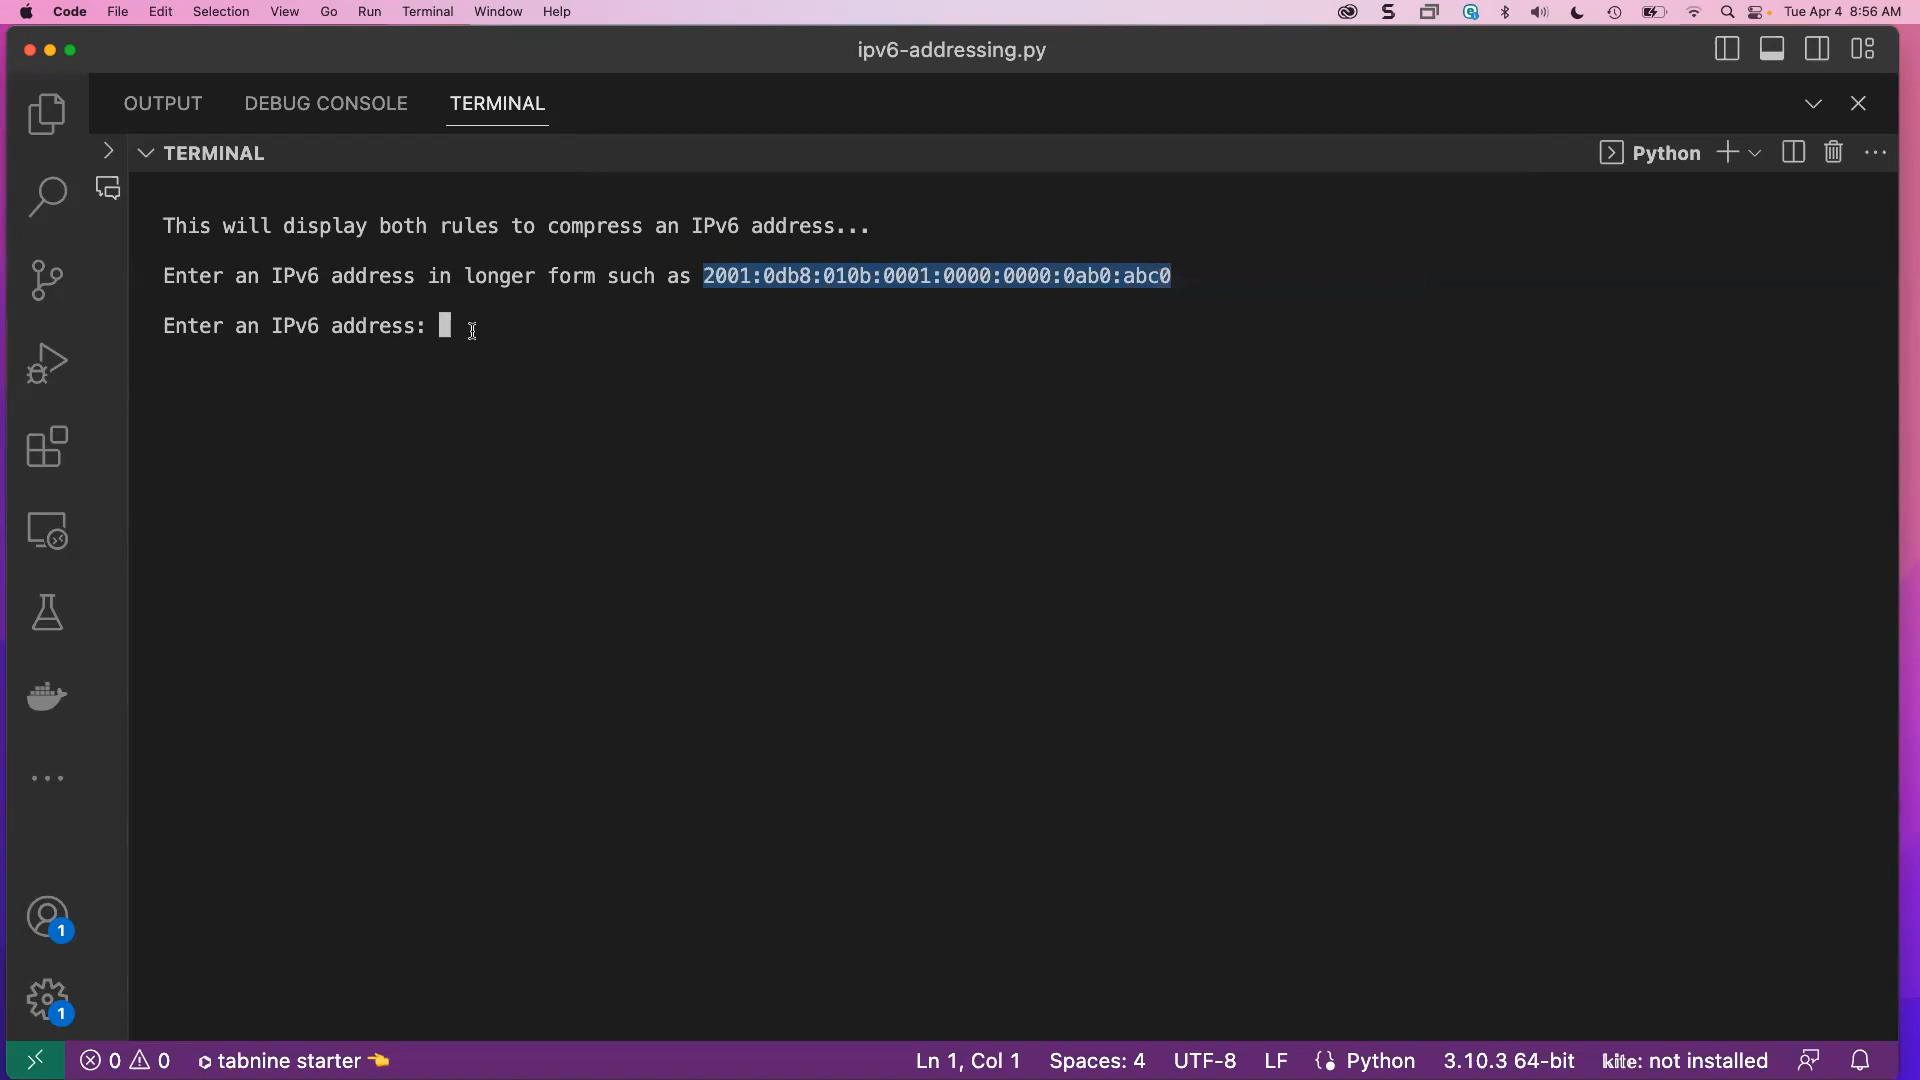 Code File Edit Selection View Go Run Terminal Window Help Tue Apr 4 8:56 AM
ipv6-addressing.py
OUTPUT DEBUG CONSOLE TERMINAL
TERMINAL Python
This will display both rules to compress an IPv6 address...
Enter an IPv6 address in longer form such as 2001:0db8:010b:0001:0000:0000:0ab0:abc0
Enter an IPv6 address:
1
1
0 0 tabnine starter Ln 1, Col 1 Spaces: 4 UTF-8 LF Python 3.10.3 64-bit kite: not installed